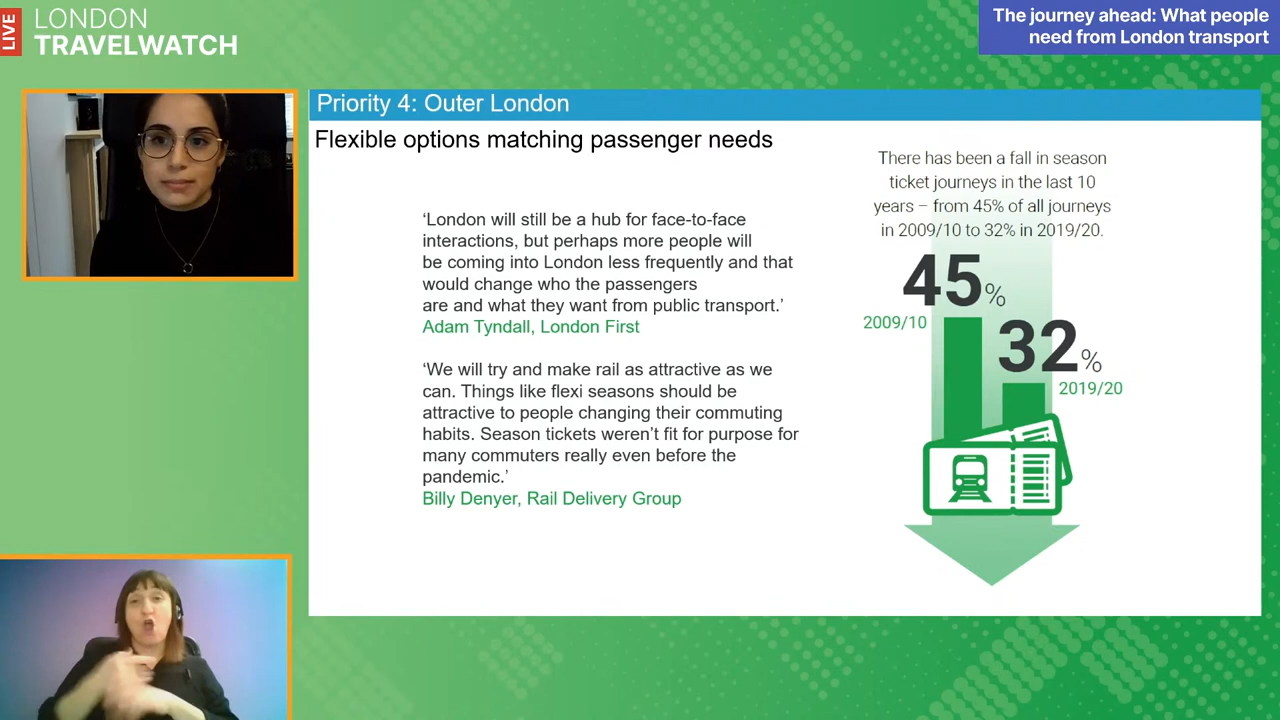 LIVE
LONDON
TRAVELWATCH
The journey ahead: What people
need from London transport
Priority 4: Outer London
Flexible options matching passenger needs
‘London will still be a hub for face-to-face
interactions, but perhaps more people will
be coming into London less frequently and that
would change who the passengers
are and what they want from public transport.’
Adam Tyndall, London First
‘We will try and make rail as attractive as we
can. Things like flexi seasons should be
attractive to people changing their commuting
habits. Season tickets weren’t fit for purpose for
many commuters really even before the
pandemic.’
Billy Denyer, Rail Delivery Group
There has been a fall in season
ticket journeys in the last 10
years – from 45% of all journeys
in 2009/10 to 32% in 2019/20.
45%
2009/10
32%
2019/20